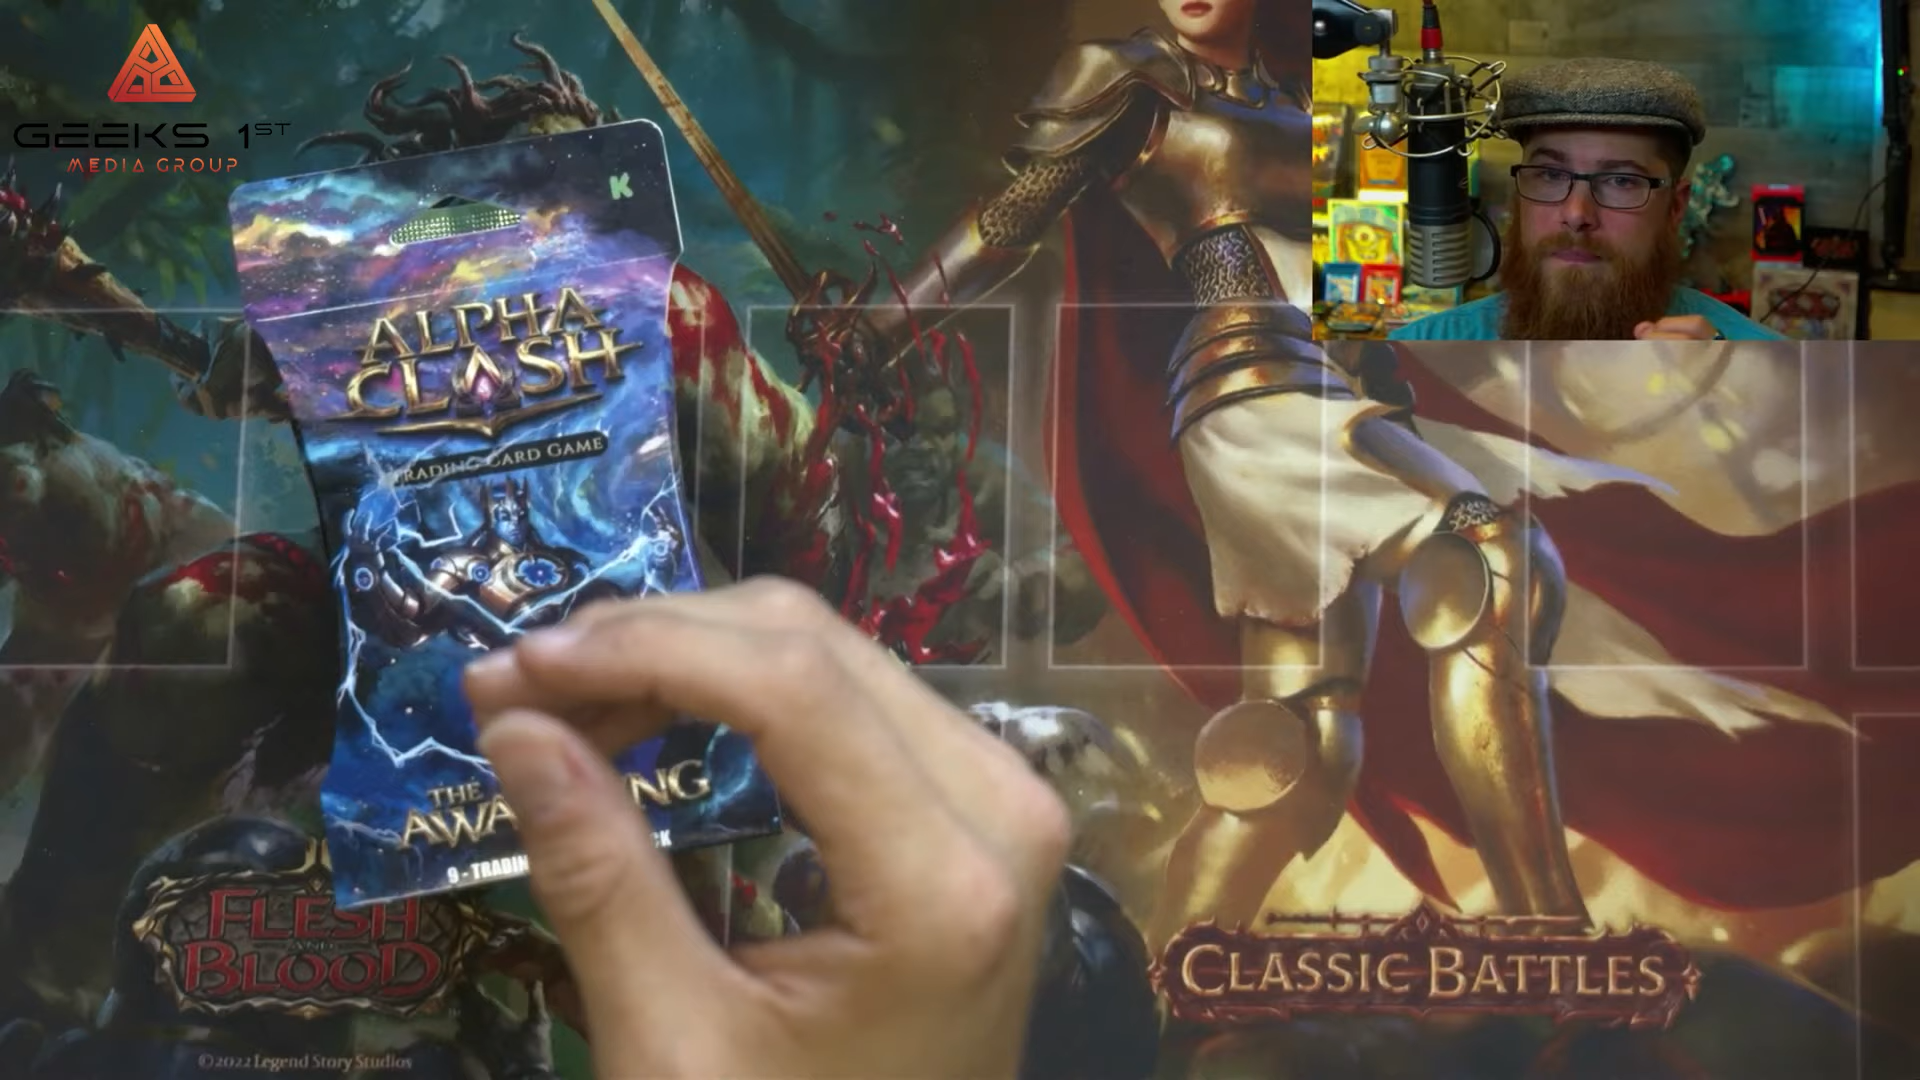 GEEKS 1ST
MEDIA GROUP
K
ALPHA
CLASH
TRADING CARD GAME
THE
9 -
FLESH
AND
BLOOD
CLASSIC BATTLES
©2022 Legend Story Studios